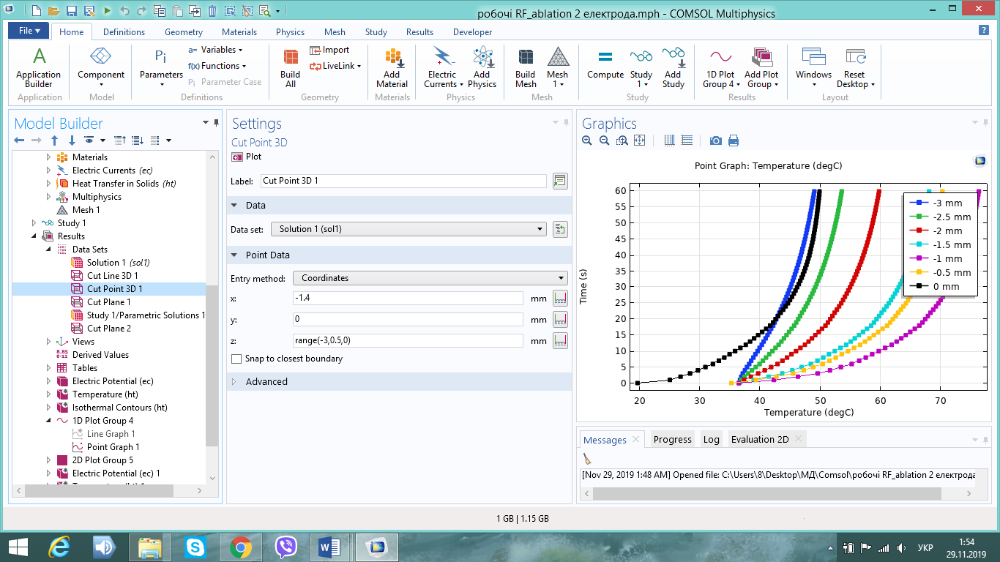 робочі RF_ablation 2 електрода.mph - COMSOL Multiphysics
File
Home
Definitions
Geometry
Materials
Physics
Mesh
Study
Results
Developer
A
Application
Builder
Application
Component
Model
Pi
Parameters
a= Variables
f(x) Functions
Pi Parameter Case
Definitions
Build
All
Import
LiveLink
Geometry
Add
Material
Materials
Electric
Currents
Add
Physics
Physics
Build
Mesh
Mesh
1
Mesh
Compute
Study
1
Add
Study
Study
1D Plot
Group 4
Add Plot
Group
Results
Windows
Reset
Desktop
Layout
Model Builder
Materials
Electric Currents (ec)
Heat Transfer in Solids (ht)
Multiphysics
Mesh 1
Study 1
Results
Data Sets
Solution 1 (sol1)
Cut Line 3D 1
Cut Point 3D 1
Cut Plane 1
Study 1/Parametric Solutions 1
Cut Plane 2
Views
8.85
e-12
Derived Values
Tables
Electric Potential (ec)
Temperature (ht)
Isothermal Contours (ht)
1D Plot Group 4
Line Graph 1
Point Graph 1
2D Plot Group 5
Electric Potential (ec) 1
Settings
Cut Point 3D
Plot
Label: Cut Point 3D 1
Data
Data set: Solution 1 (sol1)
Point Data
Entry method: Coordinates
x: -1.4 mm
y: 0 mm
z: range(-3,0.5,0) mm
Snap to closest boundary
Advanced
Graphics
Point Graph: Temperature (degC)
Time (s)
60
55
50
45
40
35
30
25
20
15
10
5
0
20 30 40 50 60 70
Temperature (degC)
-3 mm
-2.5 mm
-2 mm
-1.5 mm
-1 mm
-0.5 mm
0 mm
Messages
Progress
Log
Evaluation 2D
[Nov 29, 2019 1:48 AM] Opened file: C:\Users\8\Desktop\МД\Comsol\робочі RF_ablation 2 електрода
1 GB | 1.15 GB
УКР
1:54
29.11.2019